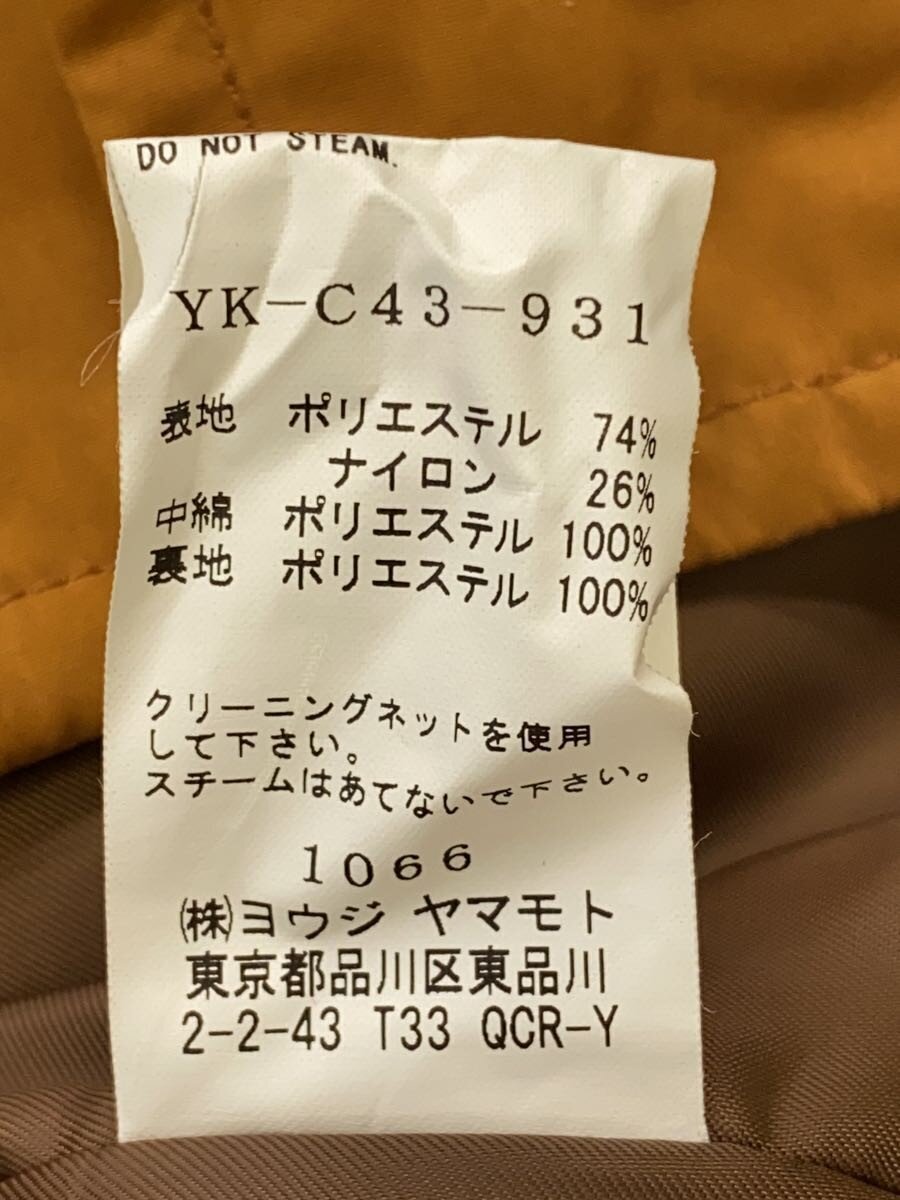 DO NOT STEAM.
YK-C43-931
表地 ポリエステル 74%
ナイロン 26%
中綿 ポリエステル 100%
裏地 ポリエステル 100%
クリーニングネットを使用
して下さい。
スチームはあてないで下さい。
1066
(株)ヨウジ ヤマモト
東京都品川区東品川
2-2-43 T33 QCR-Y